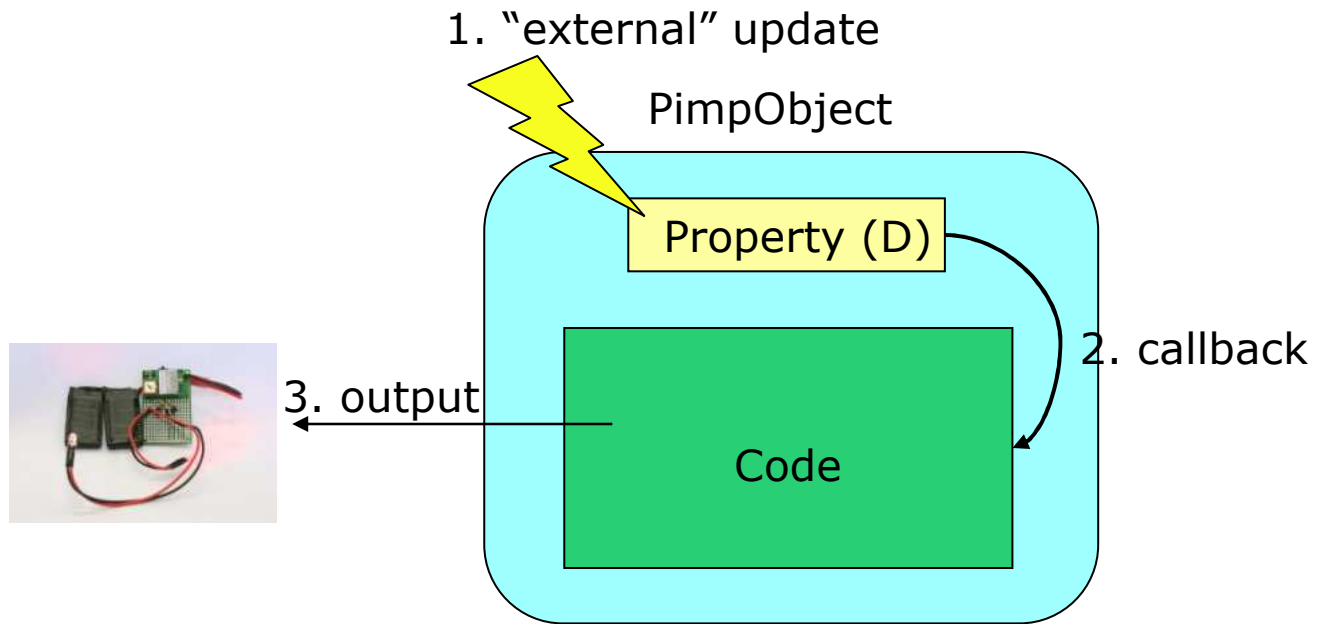 1. “external” update
PimpObject
Property (D)
2. callback
3. output
Code